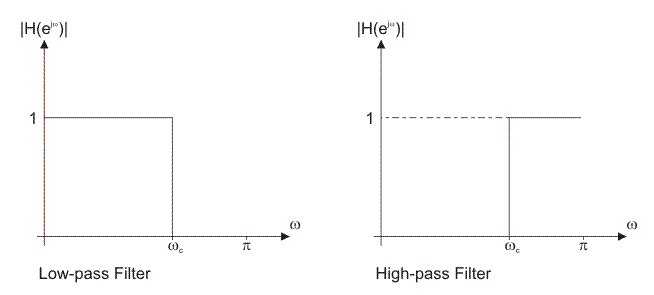 |H(e^jω)|
1
ω
ω_c
π
Low-pass Filter
|H(e^jω)|
1
ω
ω_c
π
High-pass Filter